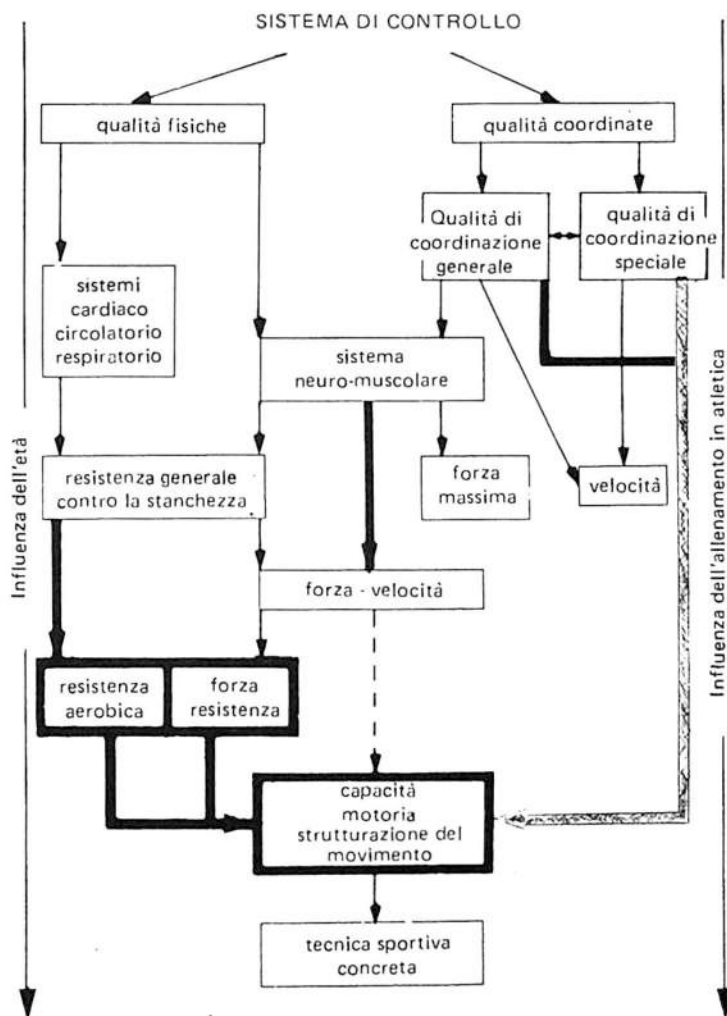 SISTEMA DI CONTROLLO
qualità fisiche
qualità coordinate
Qualità di
coordinazione
generale
qualità di
coordinazione
speciale
sistemi
cardiaco
circolatorio
respiratorio
sistema
neuro-muscolare
resistenza generale
contro la stanchezza
forza
massima
velocità
forza - velocità
resistenza
aerobica
forza
resistenza
capacità
motoria
strutturazione del
movimento
tecnica sportiva
concreta
Influenza dell'età
Influenza dell'allenamento in atletica